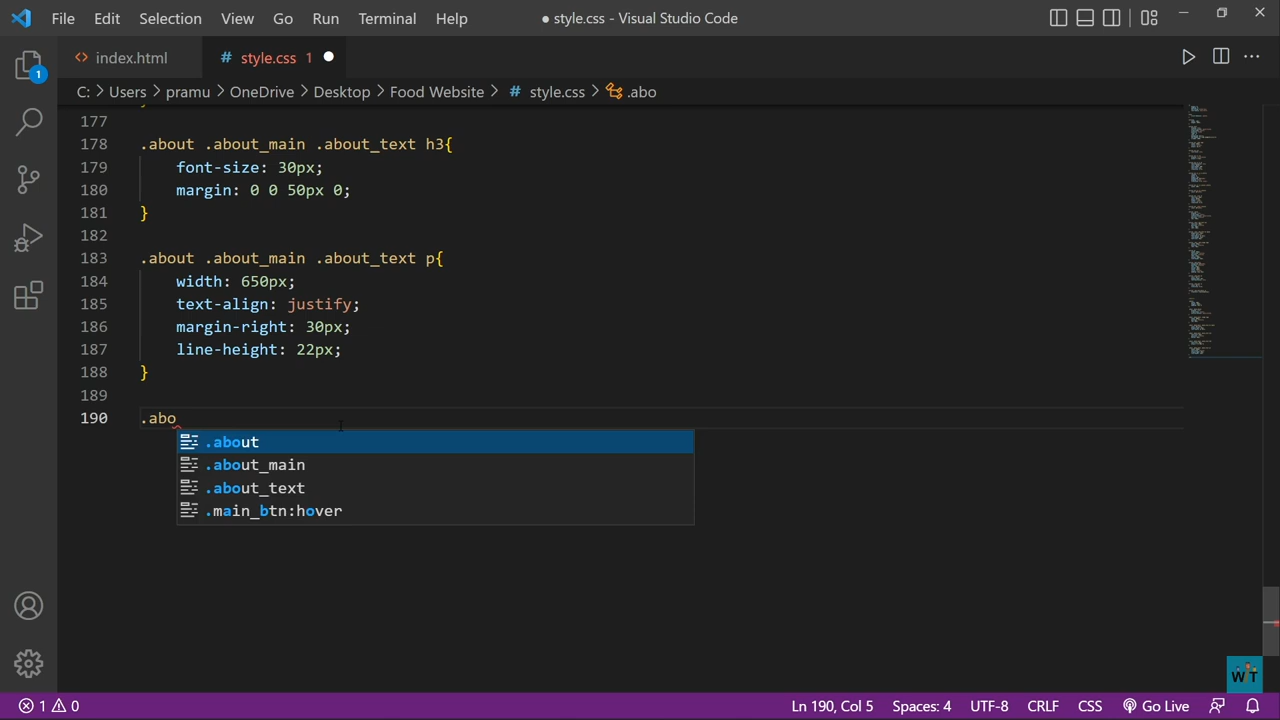 File Edit Selection View Go Run Terminal Help ● style.css - Visual Studio Code
index.html # style.css 1
1
C: > Users > pramu > OneDrive > Desktop > Food Website > # style.css > .abo
177
178 .about .about_main .about_text h3{
179 font-size: 30px;
180 margin: 0 0 50px 0;
181 }
182
183 .about .about_main .about_text p{
184 width: 650px;
185 text-align: justify;
186 margin-right: 30px;
187 line-height: 22px;
188 }
189
190 .abo
.about
.about_main
.about_text
.main_btn:hover
WT
1 0 Ln 190, Col 5 Spaces: 4 UTF-8 CRLF CSS Go Live